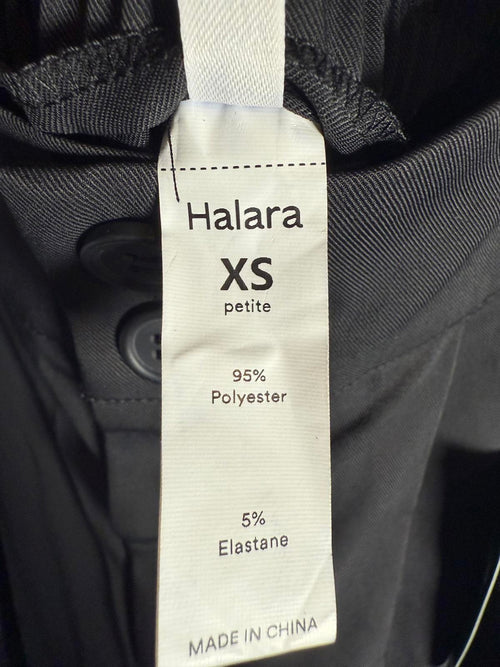 Halara
XS
petite
95%
Polyester
5%
Elastane
MADE IN CHINA